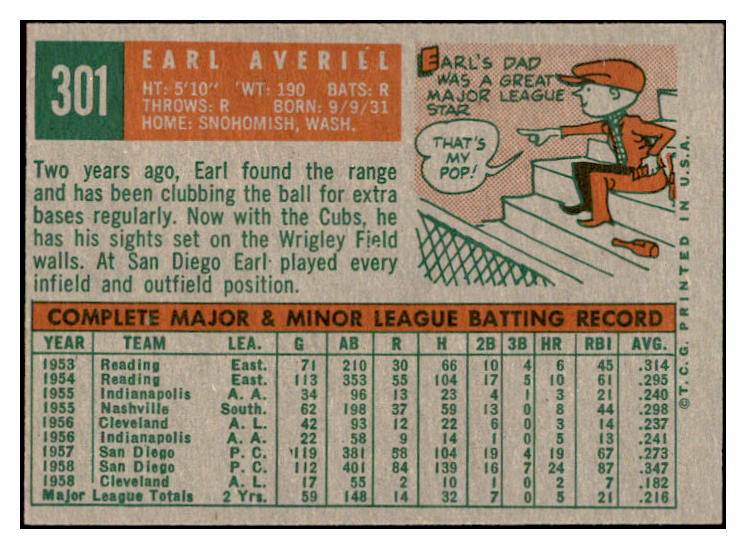 301
EARL AVERILL
HT: 5'10" WT: 190 BATS: R
THROWS: R BORN: 9/9/31
HOME: SNOHOMISH, WASH.
EARL'S DAD
WAS A GREAT
MAJOR LEAGUE
STAR
THAT'S
MY
POP!
Two years ago, Earl found the range
and has been clubbing the ball for extra
bases regularly. Now with the Cubs, he
has his sights set on the Wrigley Field
walls. At San Diego Earl played every
infield and outfield position.
COMPLETE MAJOR & MINOR LEAGUE BATTING RECORD
YEAR TEAM LEA. G AB R H 2B 3B HR RBI AVG.
1953 Reading East. 71 210 30 66 10 4 6 45 .314
1954 Reading East. 113 353 55 104 17 5 10 61 .295
1955 Indianapolis A. A. 34 96 13 23 4 1 3 21 .240
1955 Nashville South. 62 198 37 59 13 0 8 44 .298
1956 Cleveland A. L. 42 93 12 22 6 0 3 14 .237
1956 Indianapolis A. A. 22 58 9 14 1 0 5 13 .241
1957 San Diego P. C. 119 381 58 104 19 4 19 67 .273
1958 San Diego P. C. 112 401 84 139 16 7 24 87 .347
1958 Cleveland A. L. 17 55 2 10 1 0 2 7 .182
Major League Totals 2 Yrs. 59 148 14 32 7 0 5 21 .216
© T.C.G. PRINTED IN U.S.A.